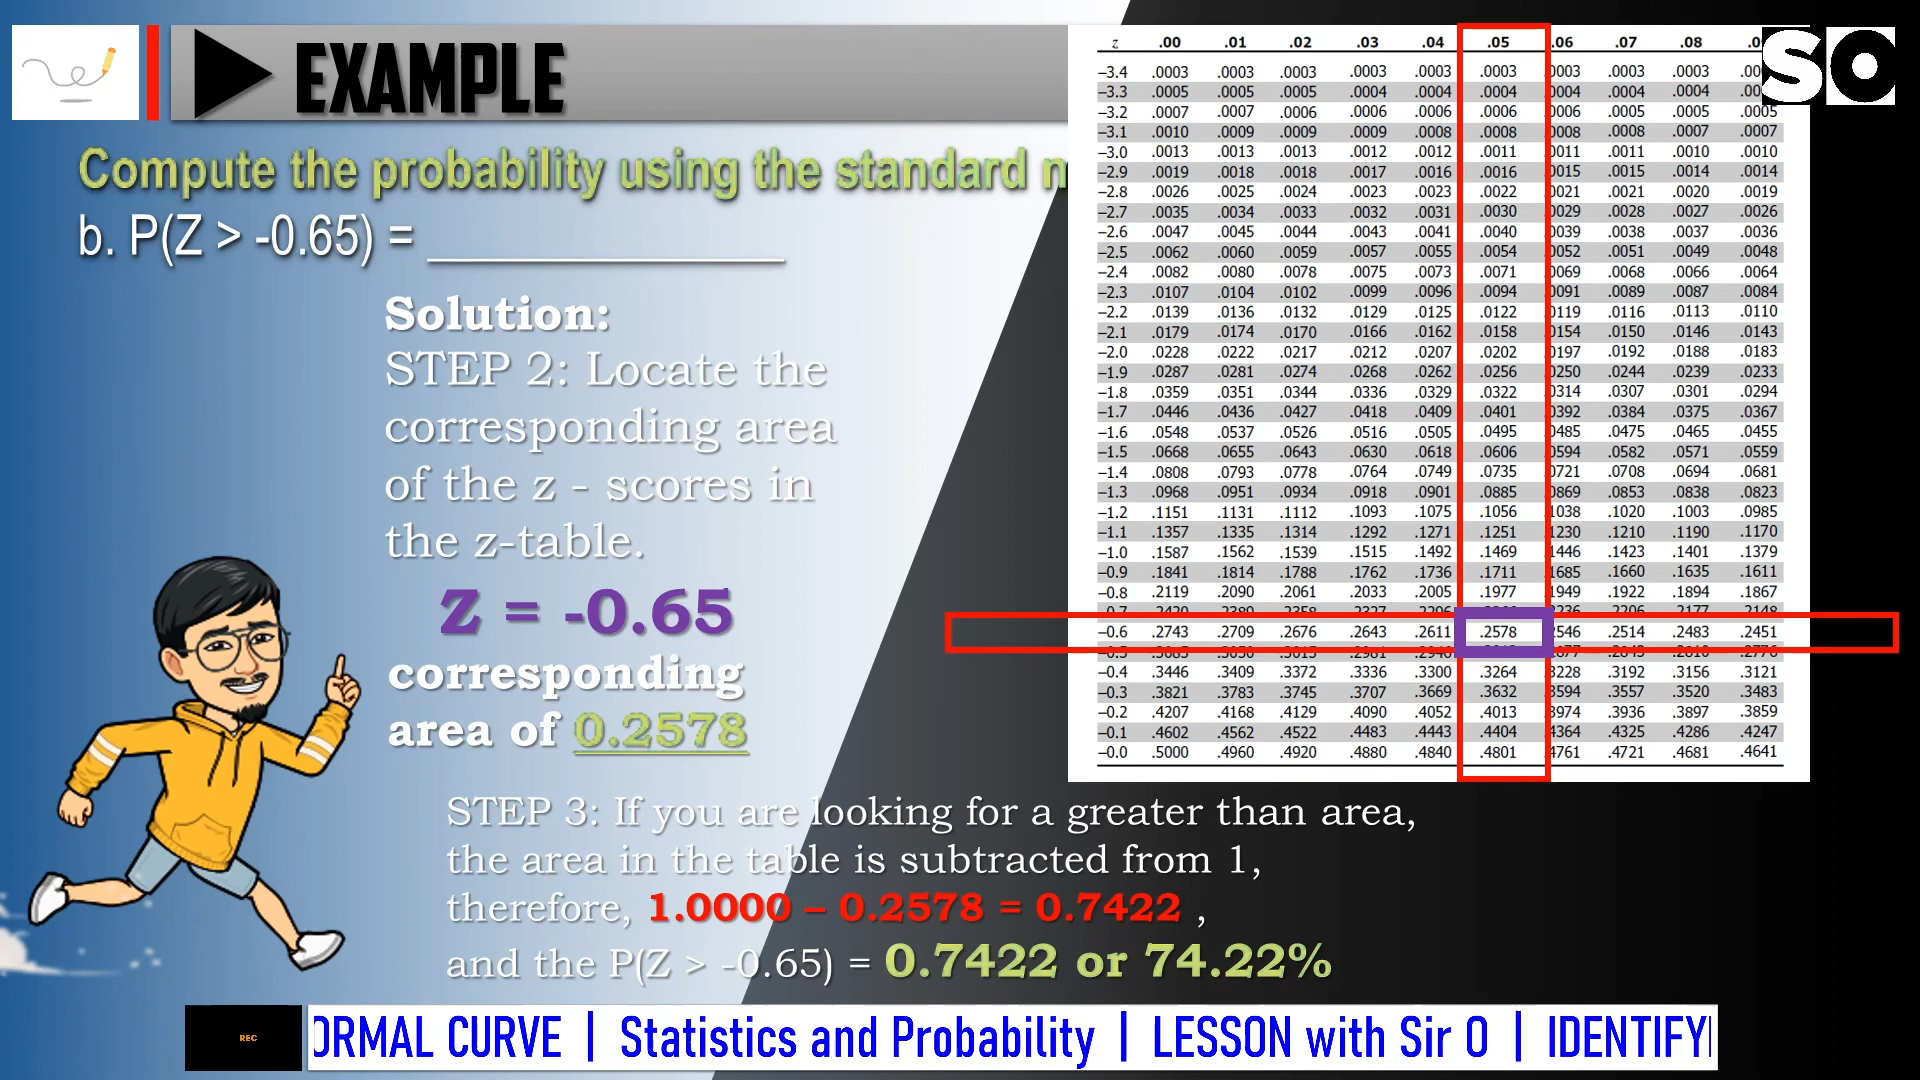 EXAMPLE
SO
Compute the probability using the standard
b. P(Z > -0.65) = ______________
Solution:
STEP 2: Locate the
corresponding area
of the z - scores in
the z-table.
Z = -0.65
corresponding
area of 0.2578
STEP 3: If you are looking for a greater than area,
the area in the table is subtracted from 1,
therefore, 1.0000 – 0.2578 = 0.7422 ,
and the P(Z > -0.65) = 0.7422 or 74.22%
z .00 .01 .02 .03 .04 .05 .06 .07 .08
–3.4 .0003 .0003 .0003 .0003 .0003 .0003 .0003 .0003 .0003
–3.3 .0005 .0005 .0005 .0004 .0004 .0004 .0004 .0004 .0004
–3.2 .0007 .0007 .0006 .0006 .0006 .0006 .0006 .0005 .0005 .0005
–3.1 .0010 .0009 .0009 .0009 .0008 .0008 .0008 .0008 .0007 .0007
–3.0 .0013 .0013 .0013 .0012 .0012 .0011 .0011 .0011 .0010 .0010
–2.9 .0019 .0018 .0018 .0017 .0016 .0016 .0015 .0015 .0014 .0014
–2.8 .0026 .0025 .0024 .0023 .0023 .0022 .0021 .0021 .0020 .0019
–2.7 .0035 .0034 .0033 .0032 .0031 .0030 .0029 .0028 .0027 .0026
–2.6 .0047 .0045 .0044 .0043 .0041 .0040 .0039 .0038 .0037 .0036
–2.5 .0062 .0060 .0059 .0057 .0055 .0054 .0052 .0051 .0049 .0048
–2.4 .0082 .0080 .0078 .0075 .0073 .0071 .0069 .0068 .0066 .0064
–2.3 .0107 .0104 .0102 .0099 .0096 .0094 .0091 .0089 .0087 .0084
–2.2 .0139 .0136 .0132 .0129 .0125 .0122 .0119 .0116 .0113 .0110
–2.1 .0179 .0174 .0170 .0166 .0162 .0158 .0154 .0150 .0146 .0143
–2.0 .0228 .0222 .0217 .0212 .0207 .0202 .0197 .0192 .0188 .0183
–1.9 .0287 .0281 .0274 .0268 .0262 .0256 .0250 .0244 .0239 .0233
–1.8 .0359 .0351 .0344 .0336 .0329 .0322 .0314 .0307 .0301 .0294
–1.7 .0446 .0436 .0427 .0418 .0409 .0401 .0392 .0384 .0375 .0367
–1.6 .0548 .0537 .0526 .0516 .0505 .0495 .0485 .0475 .0465 .0455
–1.5 .0668 .0655 .0643 .0630 .0618 .0606 .0594 .0582 .0571 .0559
–1.4 .0808 .0793 .0778 .0764 .0749 .0735 .0721 .0708 .0694 .0681
–1.3 .0968 .0951 .0934 .0918 .0901 .0885 .0869 .0853 .0838 .0823
–1.2 .1151 .1131 .1112 .1093 .1075 .1056 .1038 .1020 .1003 .0985
–1.1 .1357 .1335 .1314 .1292 .1271 .1251 .1230 .1210 .1190 .1170
–1.0 .1587 .1562 .1539 .1515 .1492 .1469 .1446 .1423 .1401 .1379
–0.9 .1841 .1814 .1788 .1762 .1736 .1711 .1685 .1660 .1635 .1611
–0.8 .2119 .2090 .2061 .2033 .2005 .1977 .1949 .1922 .1894 .1867
–0.6 .2743 .2709 .2676 .2643 .2611 .2578 .2546 .2514 .2483 .2451
–0.4 .3446 .3409 .3372 .3336 .3300 .3264 .3228 .3192 .3156 .3121
–0.3 .3821 .3783 .3745 .3707 .3669 .3632 .3594 .3557 .3520 .3483
–0.2 .4207 .4168 .4129 .4090 .4052 .4013 .3974 .3936 .3897 .3859
–0.1 .4602 .4562 .4522 .4483 .4443 .4404 .4364 .4325 .4286 .4247
–0.0 .5000 .4960 .4920 .4880 .4840 .4801 .4761 .4721 .4681 .4641
REC
ORMAL CURVE | Statistics and Probability | LESSON with Sir O | IDENTIFY